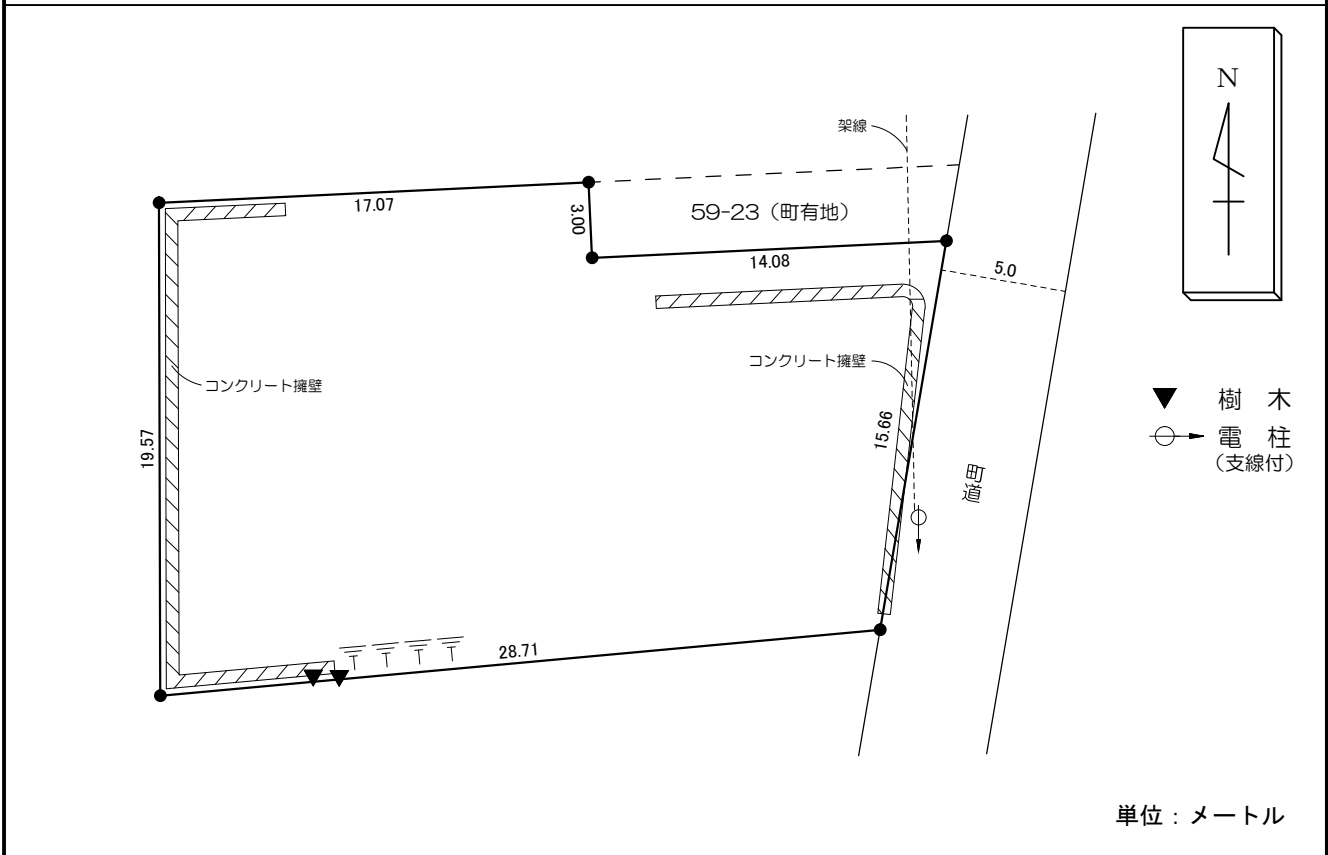 N
架線
17.07
3.00
59-23（町有地）
14.08
5.0
コンクリート擁壁
コンクリート擁壁
樹　木
電　柱
（支線付）
19.57
15.66
町道
28.71
単位：メートル